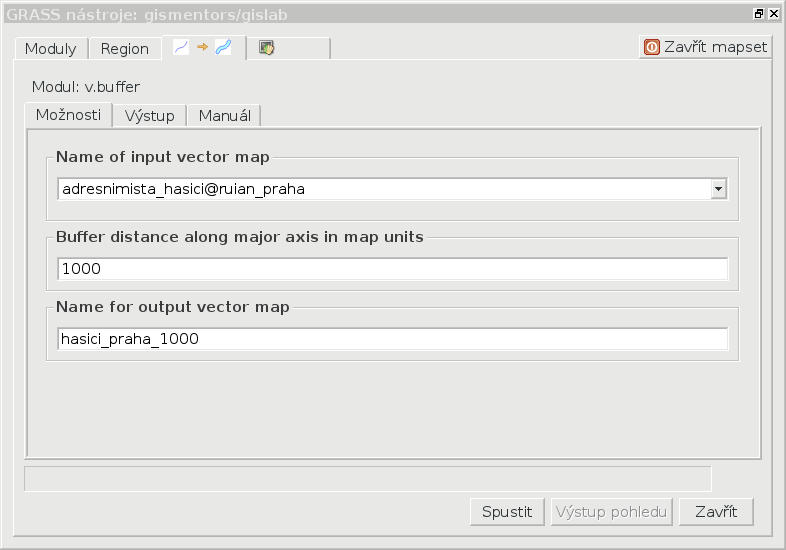 GRASS nástroje: gismentors/gislab
Moduly Region Zavřít mapset
Modul: v.buffer
Možnosti Výstup Manuál
Name of input vector map
adresnimista_hasici@ruian_praha
Buffer distance along major axis in map units
1000
Name for output vector map
hasici_praha_1000
Spustit Výstup pohledu Zavřít